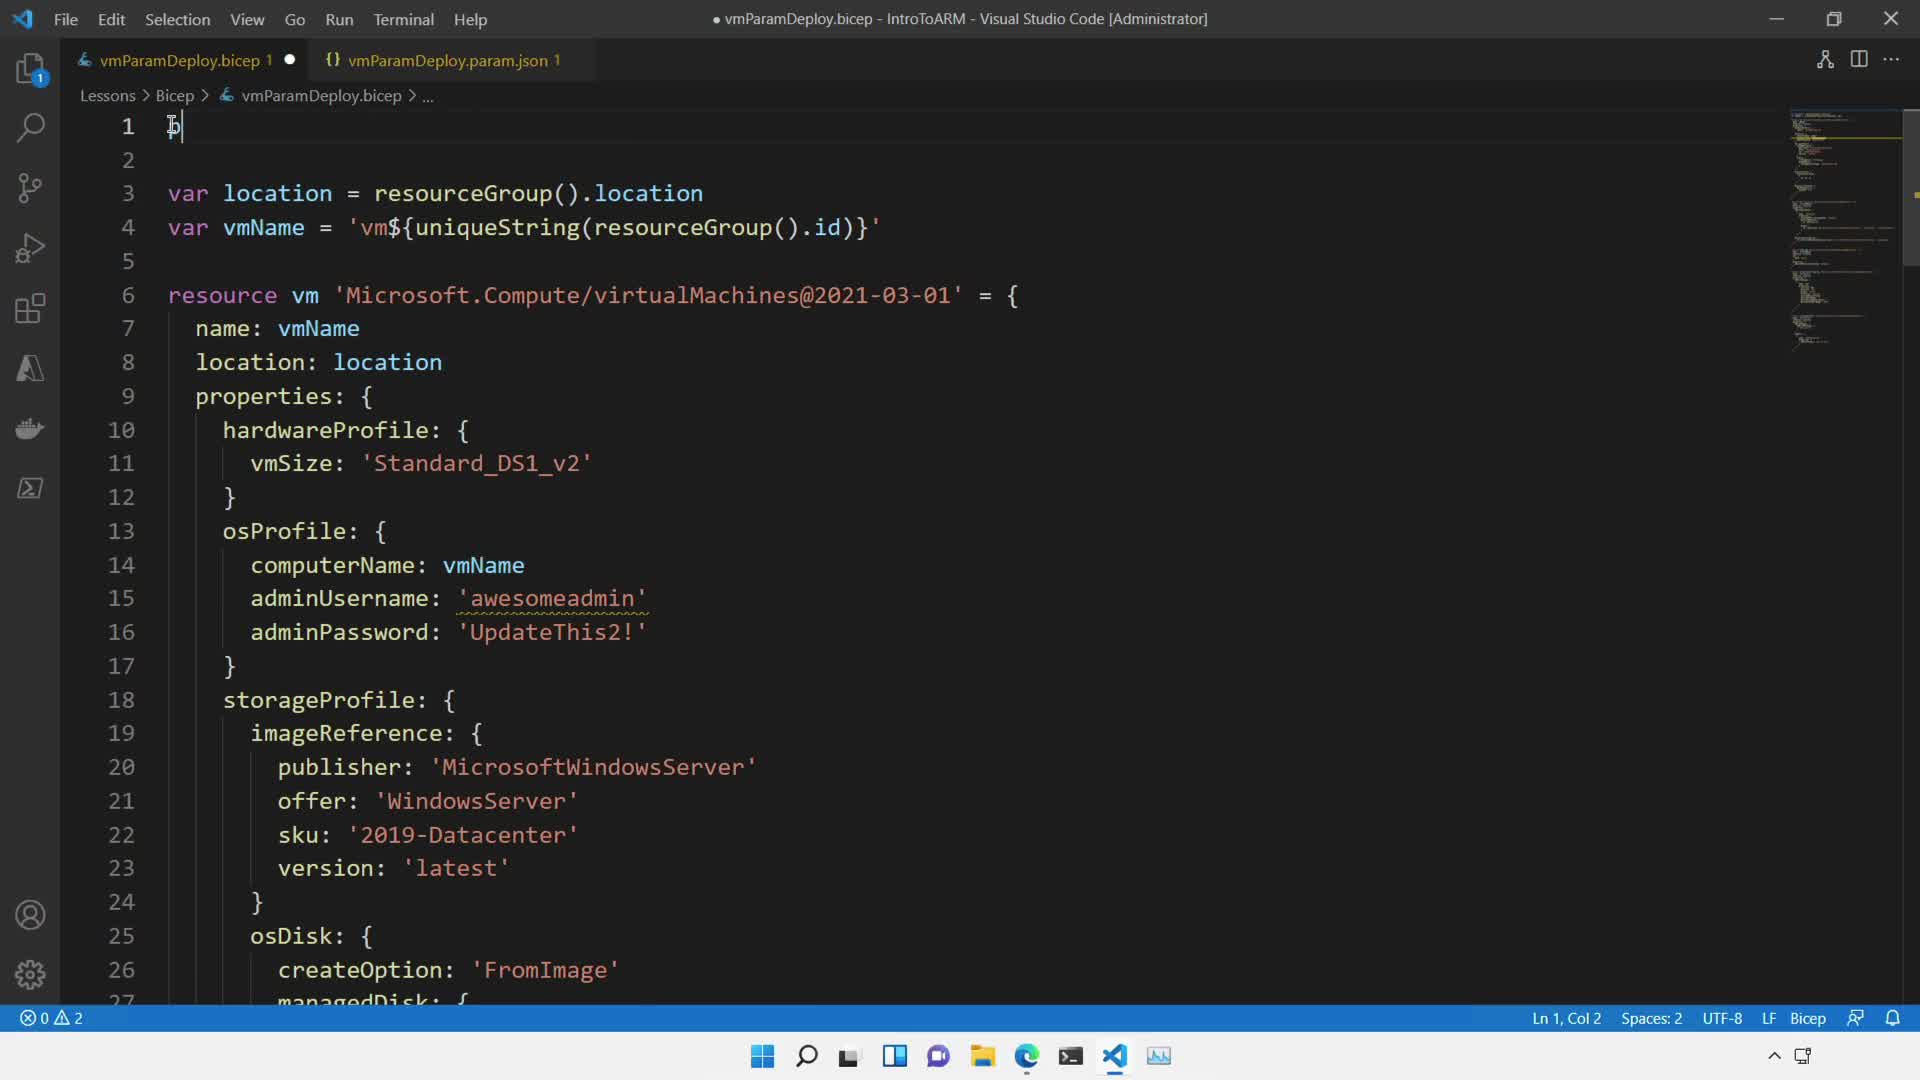 File Edit Selection View Go Run Terminal Help
● vmParamDeploy.bicep - IntroToARM - Visual Studio Code [Administrator]
vmParamDeploy.bicep 1 ●
{} vmParamDeploy.param.json 1
Lessons > Bicep > vmParamDeploy.bicep > ...
1
1 p
2
3 var location = resourceGroup().location
4 var vmName = 'vm${uniqueString(resourceGroup().id)}'
5
6 resource vm 'Microsoft.Compute/virtualMachines@2021-03-01' = {
7 name: vmName
8 location: location
9 properties: {
10 hardwareProfile: {
11 vmSize: 'Standard_DS1_v2'
12 }
13 osProfile: {
14 computerName: vmName
15 adminUsername: 'awesomeadmin'
16 adminPassword: 'UpdateThis2!'
17 }
18 storageProfile: {
19 imageReference: {
20 publisher: 'MicrosoftWindowsServer'
21 offer: 'WindowsServer'
22 sku: '2019-Datacenter'
23 version: 'latest'
24 }
25 osDisk: {
26 createOption: 'FromImage'
27 managedDisk: {
0 2
Ln 1, Col 2 Spaces: 2 UTF-8 LF Bicep